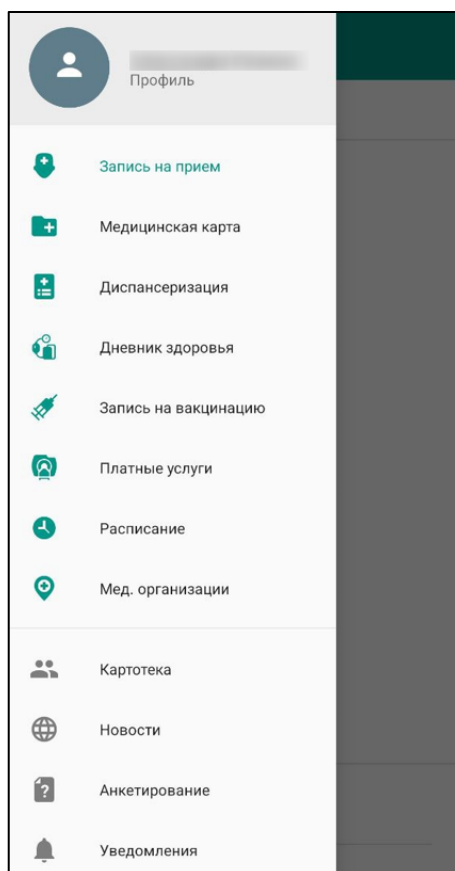 Профиль
Запись на прием
Медицинская карта
Диспансеризация
Дневник здоровья
Запись на вакцинацию
Платные услуги
Расписание
Мед. организации
Картотека
Новости
Анкетирование
Уведомления